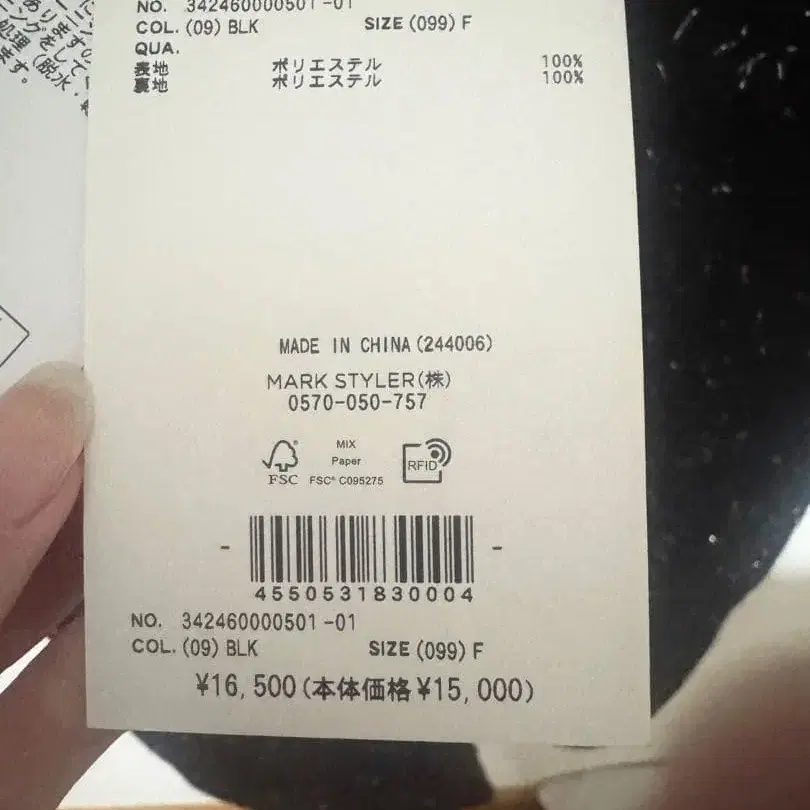 NO. 342460000501-01
COL. (09) BLK SIZE (099) F
QUA.
表地 ポリエステル 100%
裏地 ポリエステル 100%
MADE IN CHINA (244006)
MARK STYLER(株)
0570-050-757
FSC
MIX
Paper
FSC® C095275
RFID
- -
4550531830004
NO. 342460000501-01
COL. (09) BLK SIZE (099) F
¥16,500(本体価格¥15,000)